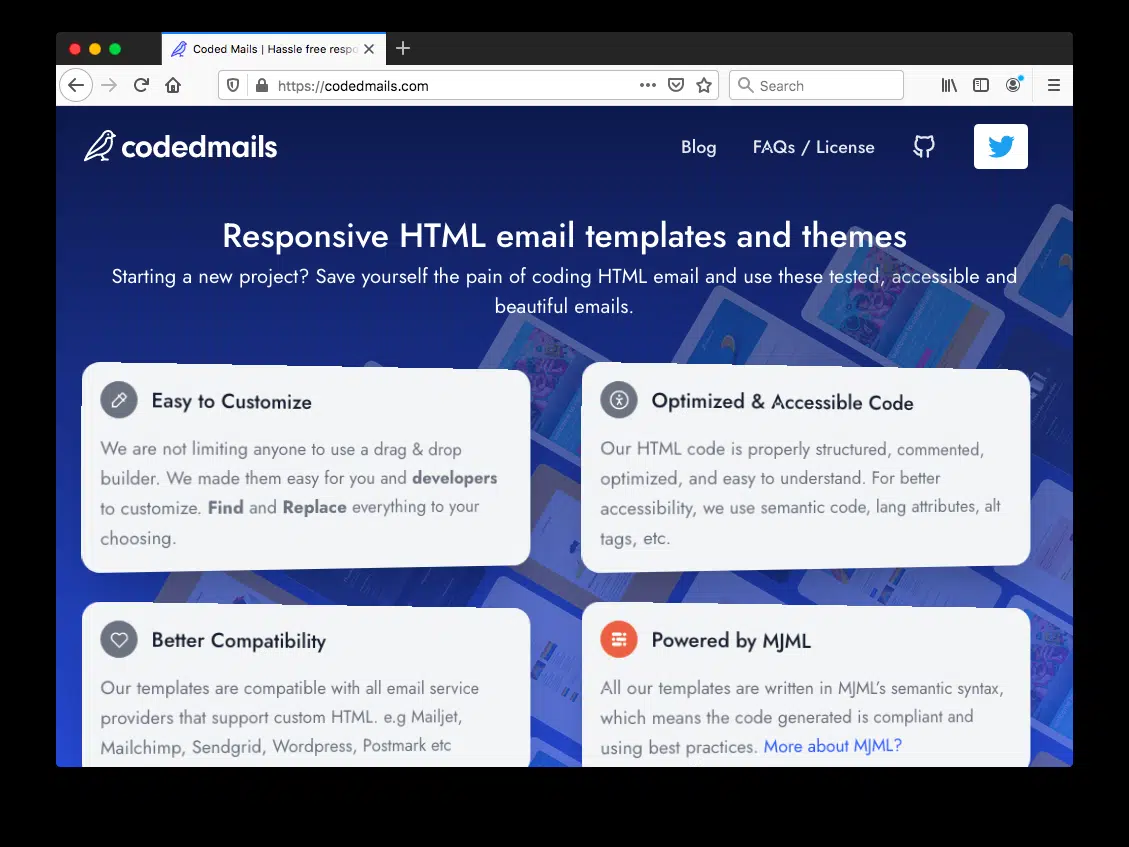 Coded Mails | Hassle free respo
https://codedmails.com
Search
codedmails
Blog
FAQs / License
Responsive HTML email templates and themes
Starting a new project? Save yourself the pain of coding HTML email and use these tested, accessible and
beautiful emails.
Easy to Customize
We are not limiting anyone to use a drag & drop
builder. We made them easy for you and developers
to customize. Find and Replace everything to your
choosing.
Optimized & Accessible Code
Our HTML code is properly structured, commented,
optimized, and easy to understand. For better
accessibility, we use semantic code, lang attributes, alt
tags, etc.
Better Compatibility
Our templates are compatible with all email service
providers that support custom HTML. e.g Mailjet,
Mailchimp, Sendgrid, Wordpress, Postmark etc
Powered by MJML
All our templates are written in MJML's semantic syntax,
which means the code generated is compliant and
using best practices. More about MJML?